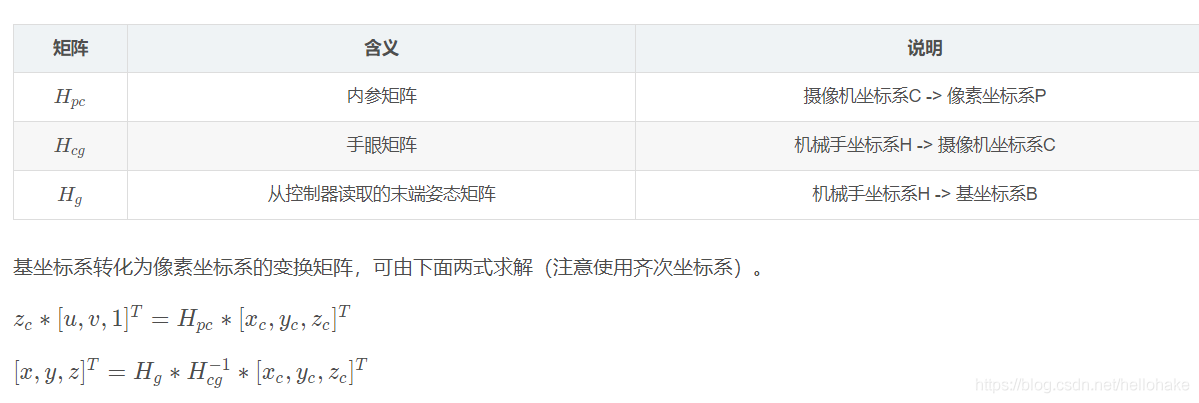 矩阵 含义 说明
H_{pc} 内参矩阵 摄像机坐标系C -> 像素坐标系P
H_{cg} 手眼矩阵 机械手坐标系H -> 摄像机坐标系C
H_g 从控制器读取的末端姿态矩阵 机械手坐标系H -> 基坐标系B
基坐标系转化为像素坐标系的变换矩阵，可由下面两式求解（注意使用齐次坐标系）。
z_c * [u, v, 1]^T = H_{pc} * [x_c, y_c, z_c]^T
[x, y, z]^T = H_g * H_{cg}^{-1} * [x_c, y_c, z_c]^T
https://blog.csdn.net/hellohake